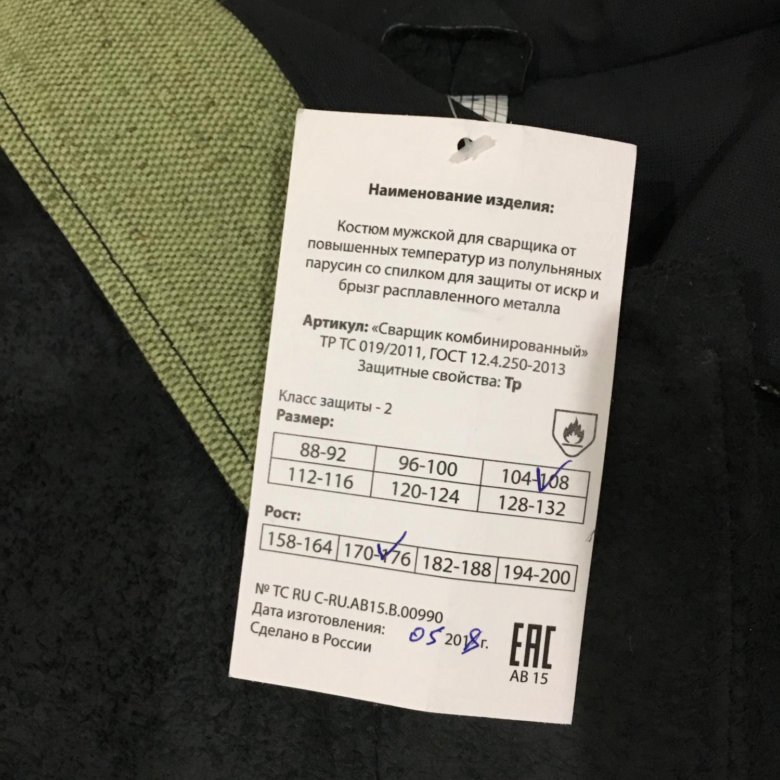 Наименование изделия:
Костюм мужской для сварщика от
повышенных температур из полульняных
парусин со спилком для защиты от искр и
брызг расплавленного металла
Артикул: «Сварщик комбинированный»
ТР ТС 019/2011, ГОСТ 12.4.250-2013
Защитные свойства: Тр
Класс защиты - 2
Размер:
88-92 96-100 104-108
112-116 120-124 128-132
Рост:
158-164 170-176 182-188 194-200
№ ТС RU C-RU.АВ15.В.00990
Дата изготовления: 05 2018г.
Сделано в России
ЕАС
АВ 15